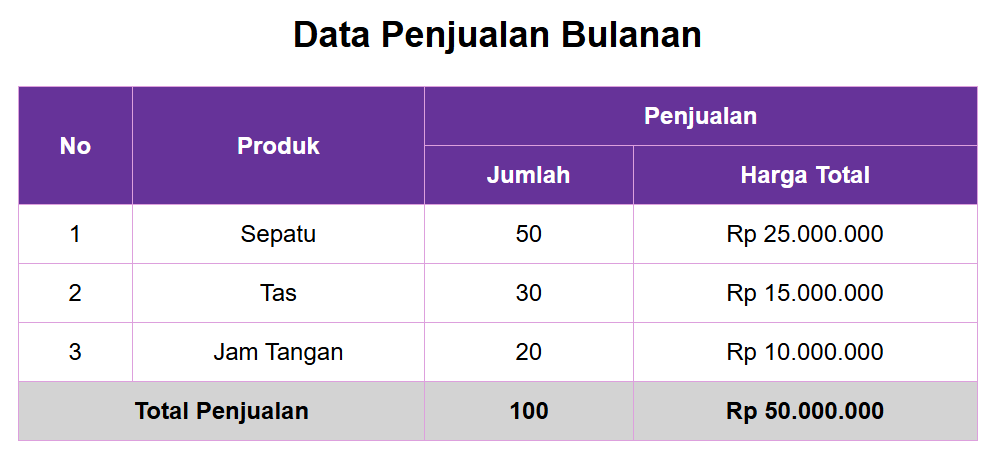 Data Penjualan Bulanan
No Produk Penjualan
Jumlah Harga Total
1 Sepatu 50 Rp 25.000.000
2 Tas 30 Rp 15.000.000
3 Jam Tangan 20 Rp 10.000.000
Total Penjualan 100 Rp 50.000.000